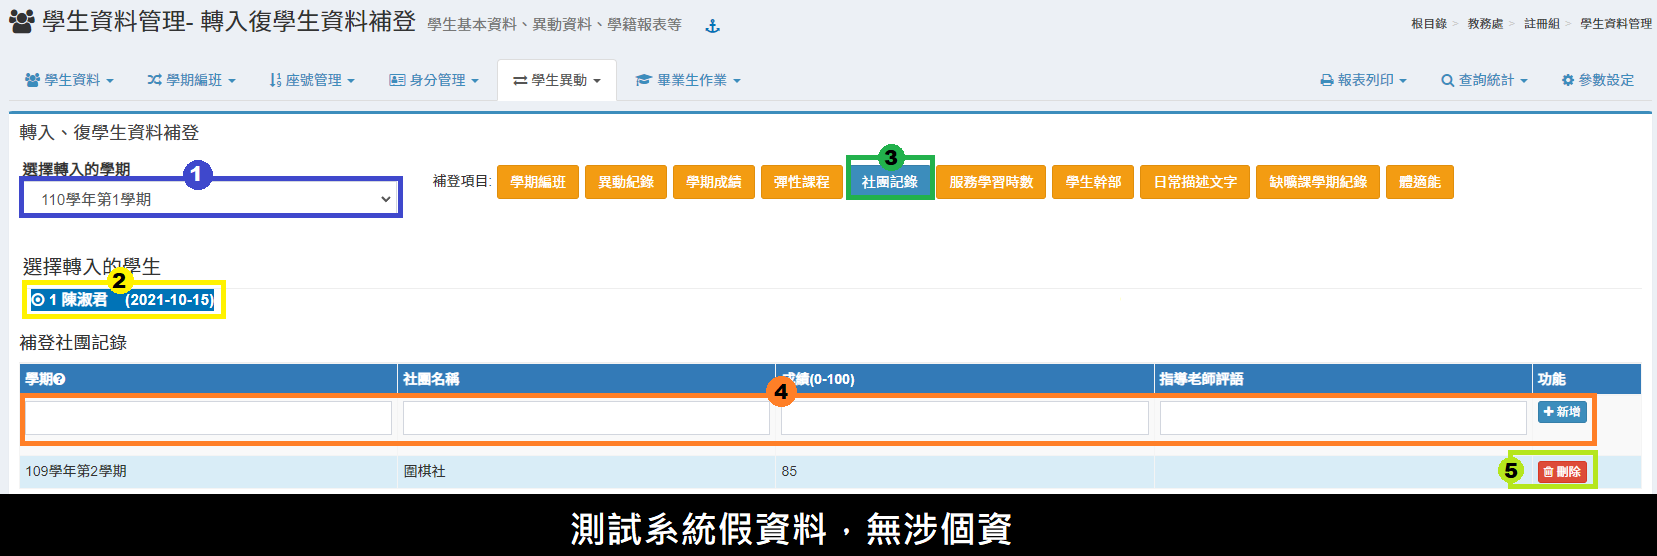 學生資料管理- 轉入復學生資料補登 學生基本資料、異動資料、學籍報表等
根目錄 > 教務處 > 註冊組 > 學生資料管理
學生資料 學期編班 座號管理 身分管理 學生異動 畢業生作業 報表列印 查詢統計 參數設定
轉入、復學生資料補登
選擇轉入的學期
1
110學年第1學期
補登項目: 學期編班 異動紀錄 學期成績 彈性課程 社團記錄 服務學習時數 學生幹部 日常描述文字 缺曠課學期紀錄 體適能
3
選擇轉入的學生
2
1 陳淑君 (2021-10-15)
補登社團記錄
學期 社團名稱 成績(0-100) 指導老師評語 功能
4
新增
109學年第2學期 圍棋社 85 5 刪除
測試系統假資料，無涉個資